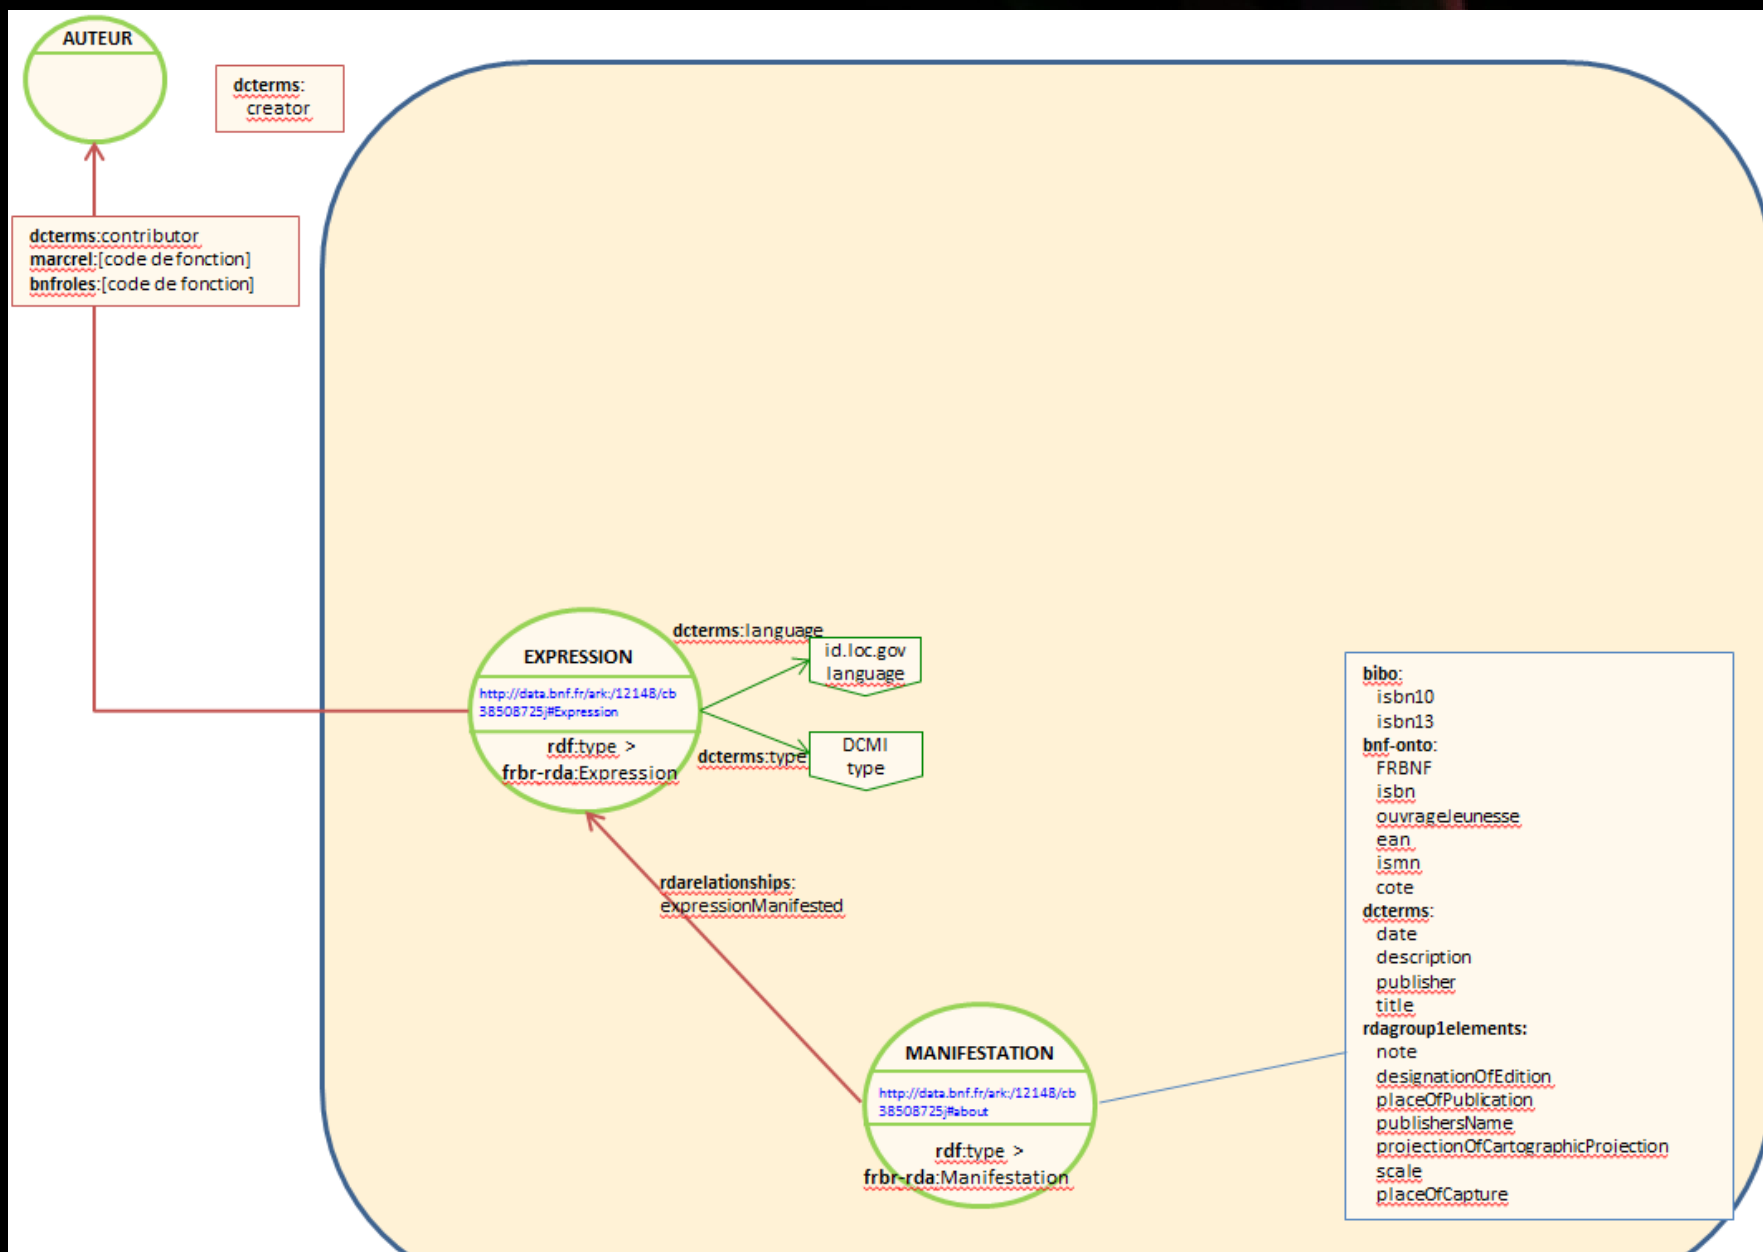 AUTEUR
dcterms:
creator
dcterms:contributor
marcrel:[code de fonction]
bnfroles:[code de fonction]
EXPRESSION
http://data.bnf.fr/ark:/12148/cb
38508725j#Expression
rdf:type >
frbr-rda:Expression
dcterms:language
id.loc.gov
language
dcterms:type
DCMI
type
rdarelationships:
expressionManifested
MANIFESTATION
http://data.bnf.fr/ark:/12148/cb
38508725j#about
rdf:type >
frbr-rda:Manifestation
bibo:
isbn10
isbn13
bnf-onto:
FRBNF
isbn
ouvrageJeunesse
ean
ismn
cote
dcterms:
date
description
publisher
title
rdagroup1elements:
note
designationOfEdition
placeOfPublication
publishersName
projectionOfCartographicProjection
scale
placeOfCapture